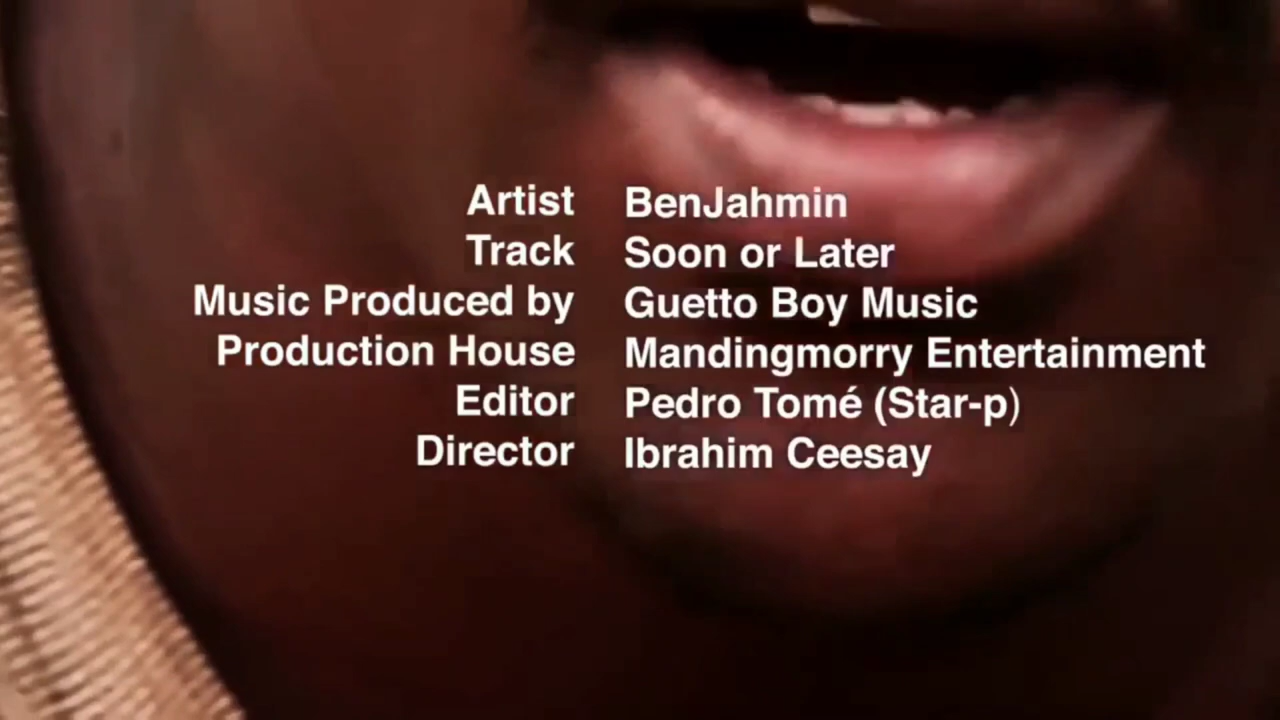 Artist BenJahmin
Track Soon or Later
Music Produced by Guetto Boy Music
Production House Mandingmorry Entertainment
Editor Pedro Tomé (Star-p)
Director Ibrahim Ceesay